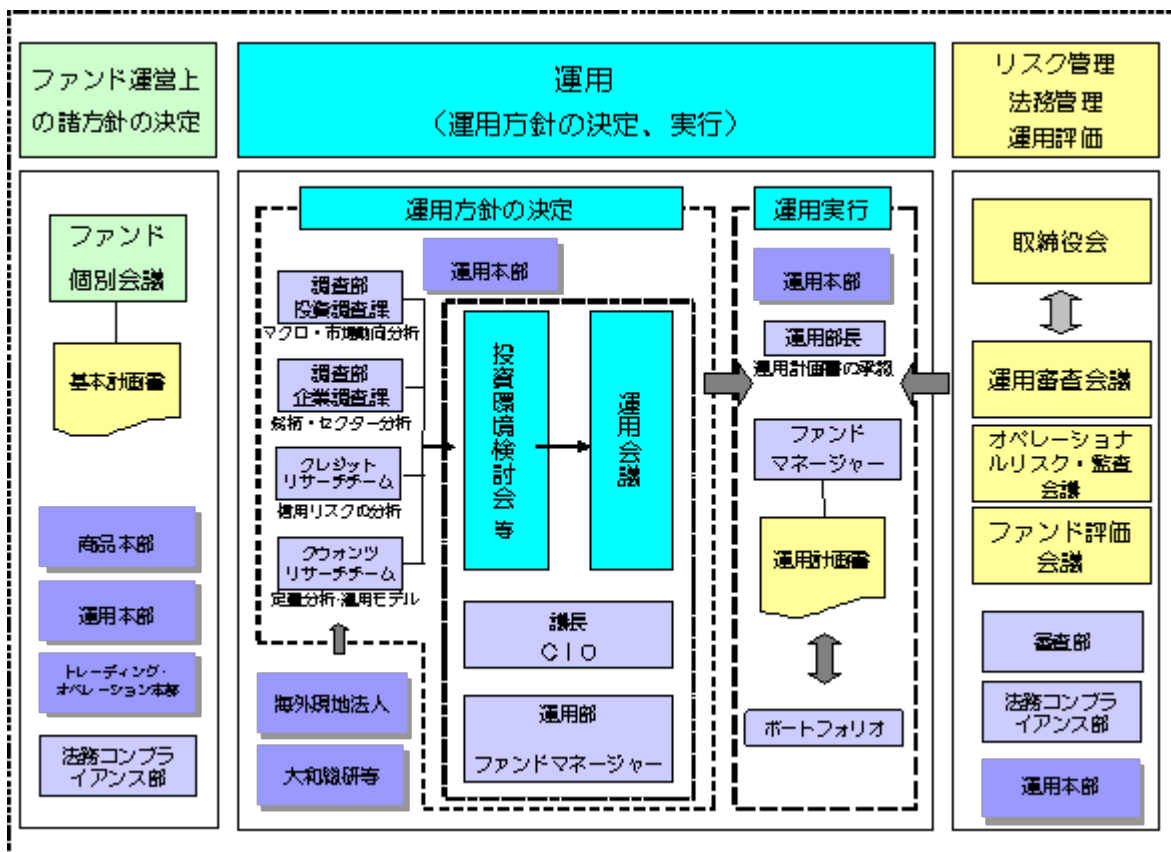 ファンド運営上
の諸方針の決定
運用
（運用方針の決定、実行）
リスク管理
法務管理
運用評価
ファンド
個別会議
基本計画書
商品本部
運用本部
トレーディング・
オペレーション本部
法務コンプラ
イアンス部
運用方針の決定
運用本部
調査部
投資調査課
マクロ・市場動向分析
調査部
企業調査課
銘柄・セクター分析
クレジット
リサーチチーム
信用リスクの分析
クウォンツ
リサーチチーム
定量分析・運用モデル
海外現地法人
大和総研等
投資環境検討会 等
運用会議
議長
ＣＩＯ
運用部
ファンドマネージャー
運用実行
運用本部
運用部長
運用計画書の承認
ファンド
マネージャー
運用計画書
ポートフォリオ
取締役会
運用審査会議
オペレーショナ
ルリスク・監査
会議
ファンド評価
会議
審査部
法務コンプラ
イアンス部
運用本部